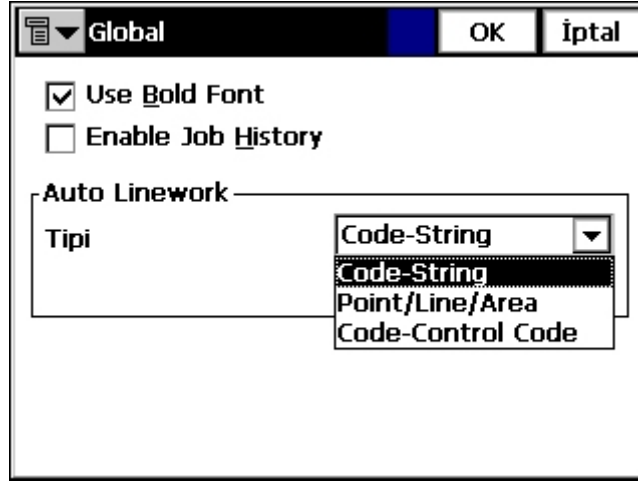 Global OK İptal
Use Bold Font
Enable Job History
Auto Linework
Tipi Code-String
Code-String
Point/Line/Area
Code-Control Code